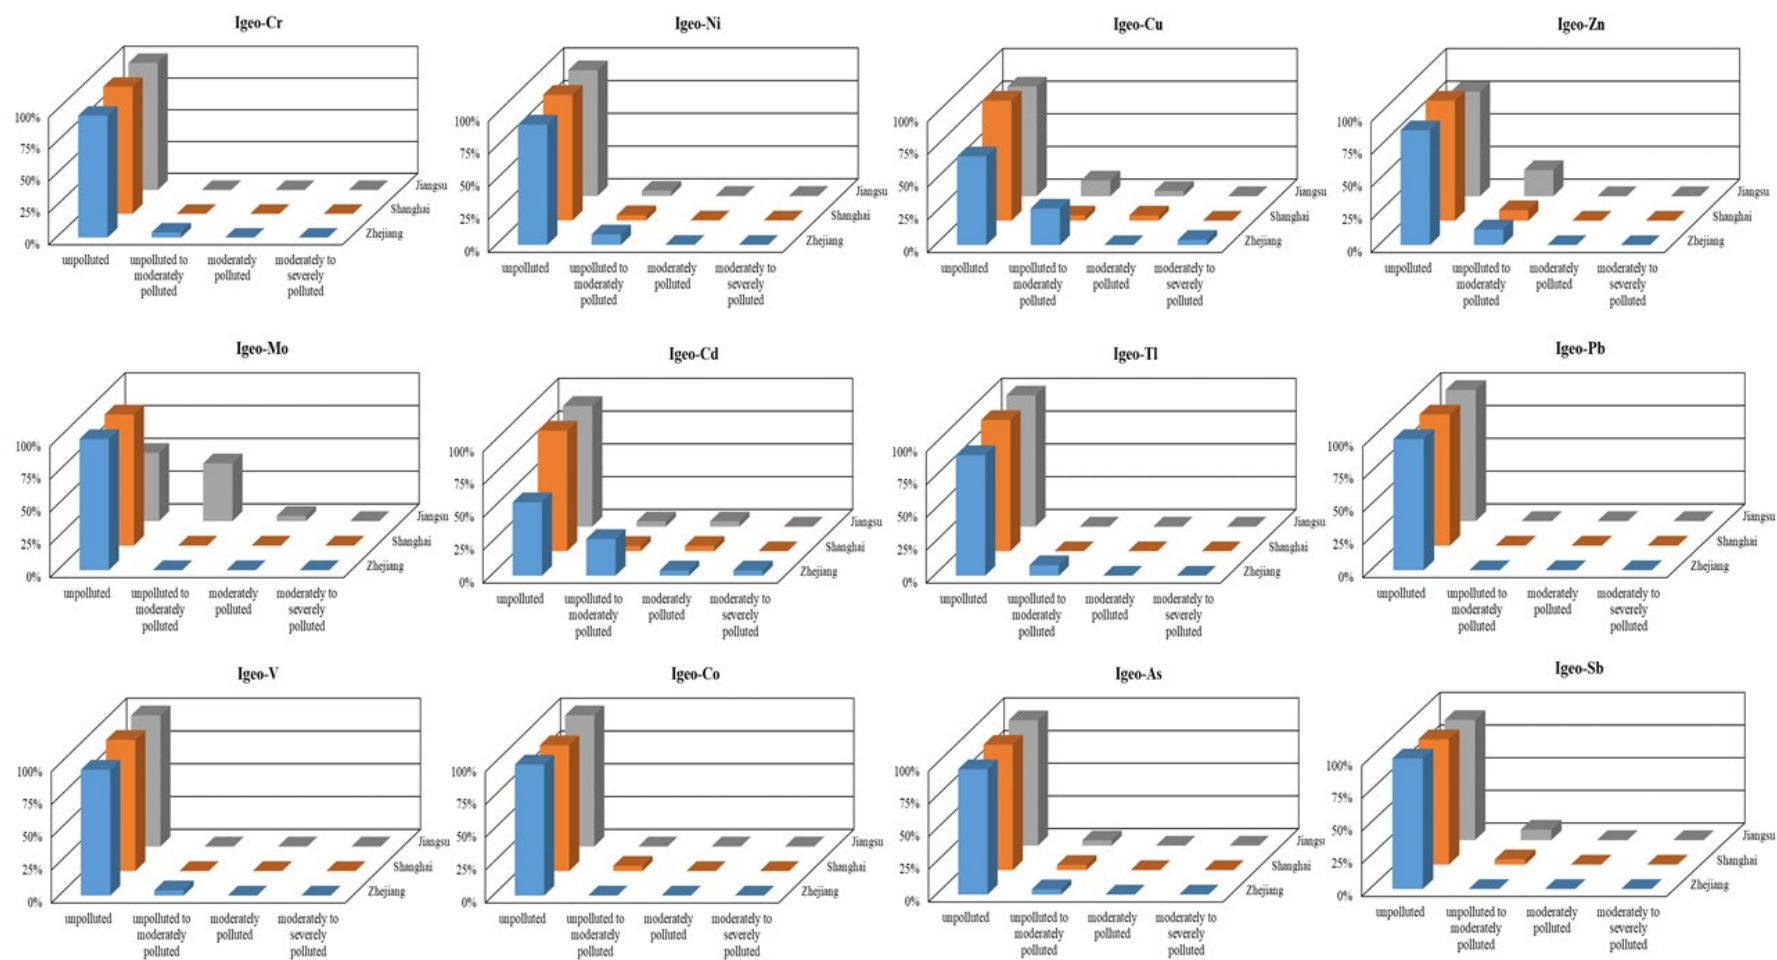 Igeo-Cr
100%
75%
50%
25%
0%
Jiangsu
Shanghai
Zhejiang
unpolluted
unpolluted to
moderately
polluted
moderately
polluted
moderately to
severely
polluted
Igeo-Ni
100%
75%
50%
25%
0%
Jiangsu
Shanghai
Zhejiang
unpolluted
unpolluted to
moderately
polluted
moderately
polluted
moderately to
severely
polluted
Igeo-Cu
100%
75%
50%
25%
0%
Jiangsu
Shanghai
Zhejiang
unpolluted
unpolluted to
moderately
polluted
moderately
polluted
moderately to
severely
polluted
Igeo-Zn
100%
75%
50%
25%
0%
Jiangsu
Shanghai
Zhejiang
unpolluted
unpolluted to
moderately
polluted
moderately
polluted
moderately to
severely
polluted
Igeo-Mo
100%
75%
50%
25%
0%
Jiangsu
Shanghai
Zhejiang
unpolluted
unpolluted to
moderately
polluted
moderately
polluted
moderately to
severely
polluted
Igeo-Cd
100%
75%
50%
25%
0%
Jiangsu
Shanghai
Zhejiang
unpolluted
unpolluted to
moderately
polluted
moderately
polluted
moderately to
severely
polluted
Igeo-Tl
100%
75%
50%
25%
0%
Jiangsu
Shanghai
Zhejiang
unpolluted
unpolluted to
moderately
polluted
moderately
polluted
moderately to
severely
polluted
Igeo-Pb
100%
75%
50%
25%
0%
Jiangsu
Shanghai
Zhejiang
unpolluted
unpolluted to
moderately
polluted
moderately
polluted
moderately to
severely
polluted
Igeo-V
100%
75%
50%
25%
0%
Jiangsu
Shanghai
Zhejiang
unpolluted
unpolluted to
moderately
polluted
moderately
polluted
moderately to
severely
polluted
Igeo-Co
100%
75%
50%
25%
0%
Jiangsu
Shanghai
Zhejiang
unpolluted
unpolluted to
moderately
polluted
moderately
polluted
moderately to
severely
polluted
Igeo-As
100%
75%
50%
25%
0%
Jiangsu
Shanghai
Zhejiang
unpolluted
unpolluted to
moderately
polluted
moderately
polluted
moderately to
severely
polluted
Igeo-Sb
100%
75%
50%
25%
0%
Jiangsu
Shanghai
Zhejiang
unpolluted
unpolluted to
moderately
polluted
moderately
polluted
moderately to
severely
polluted